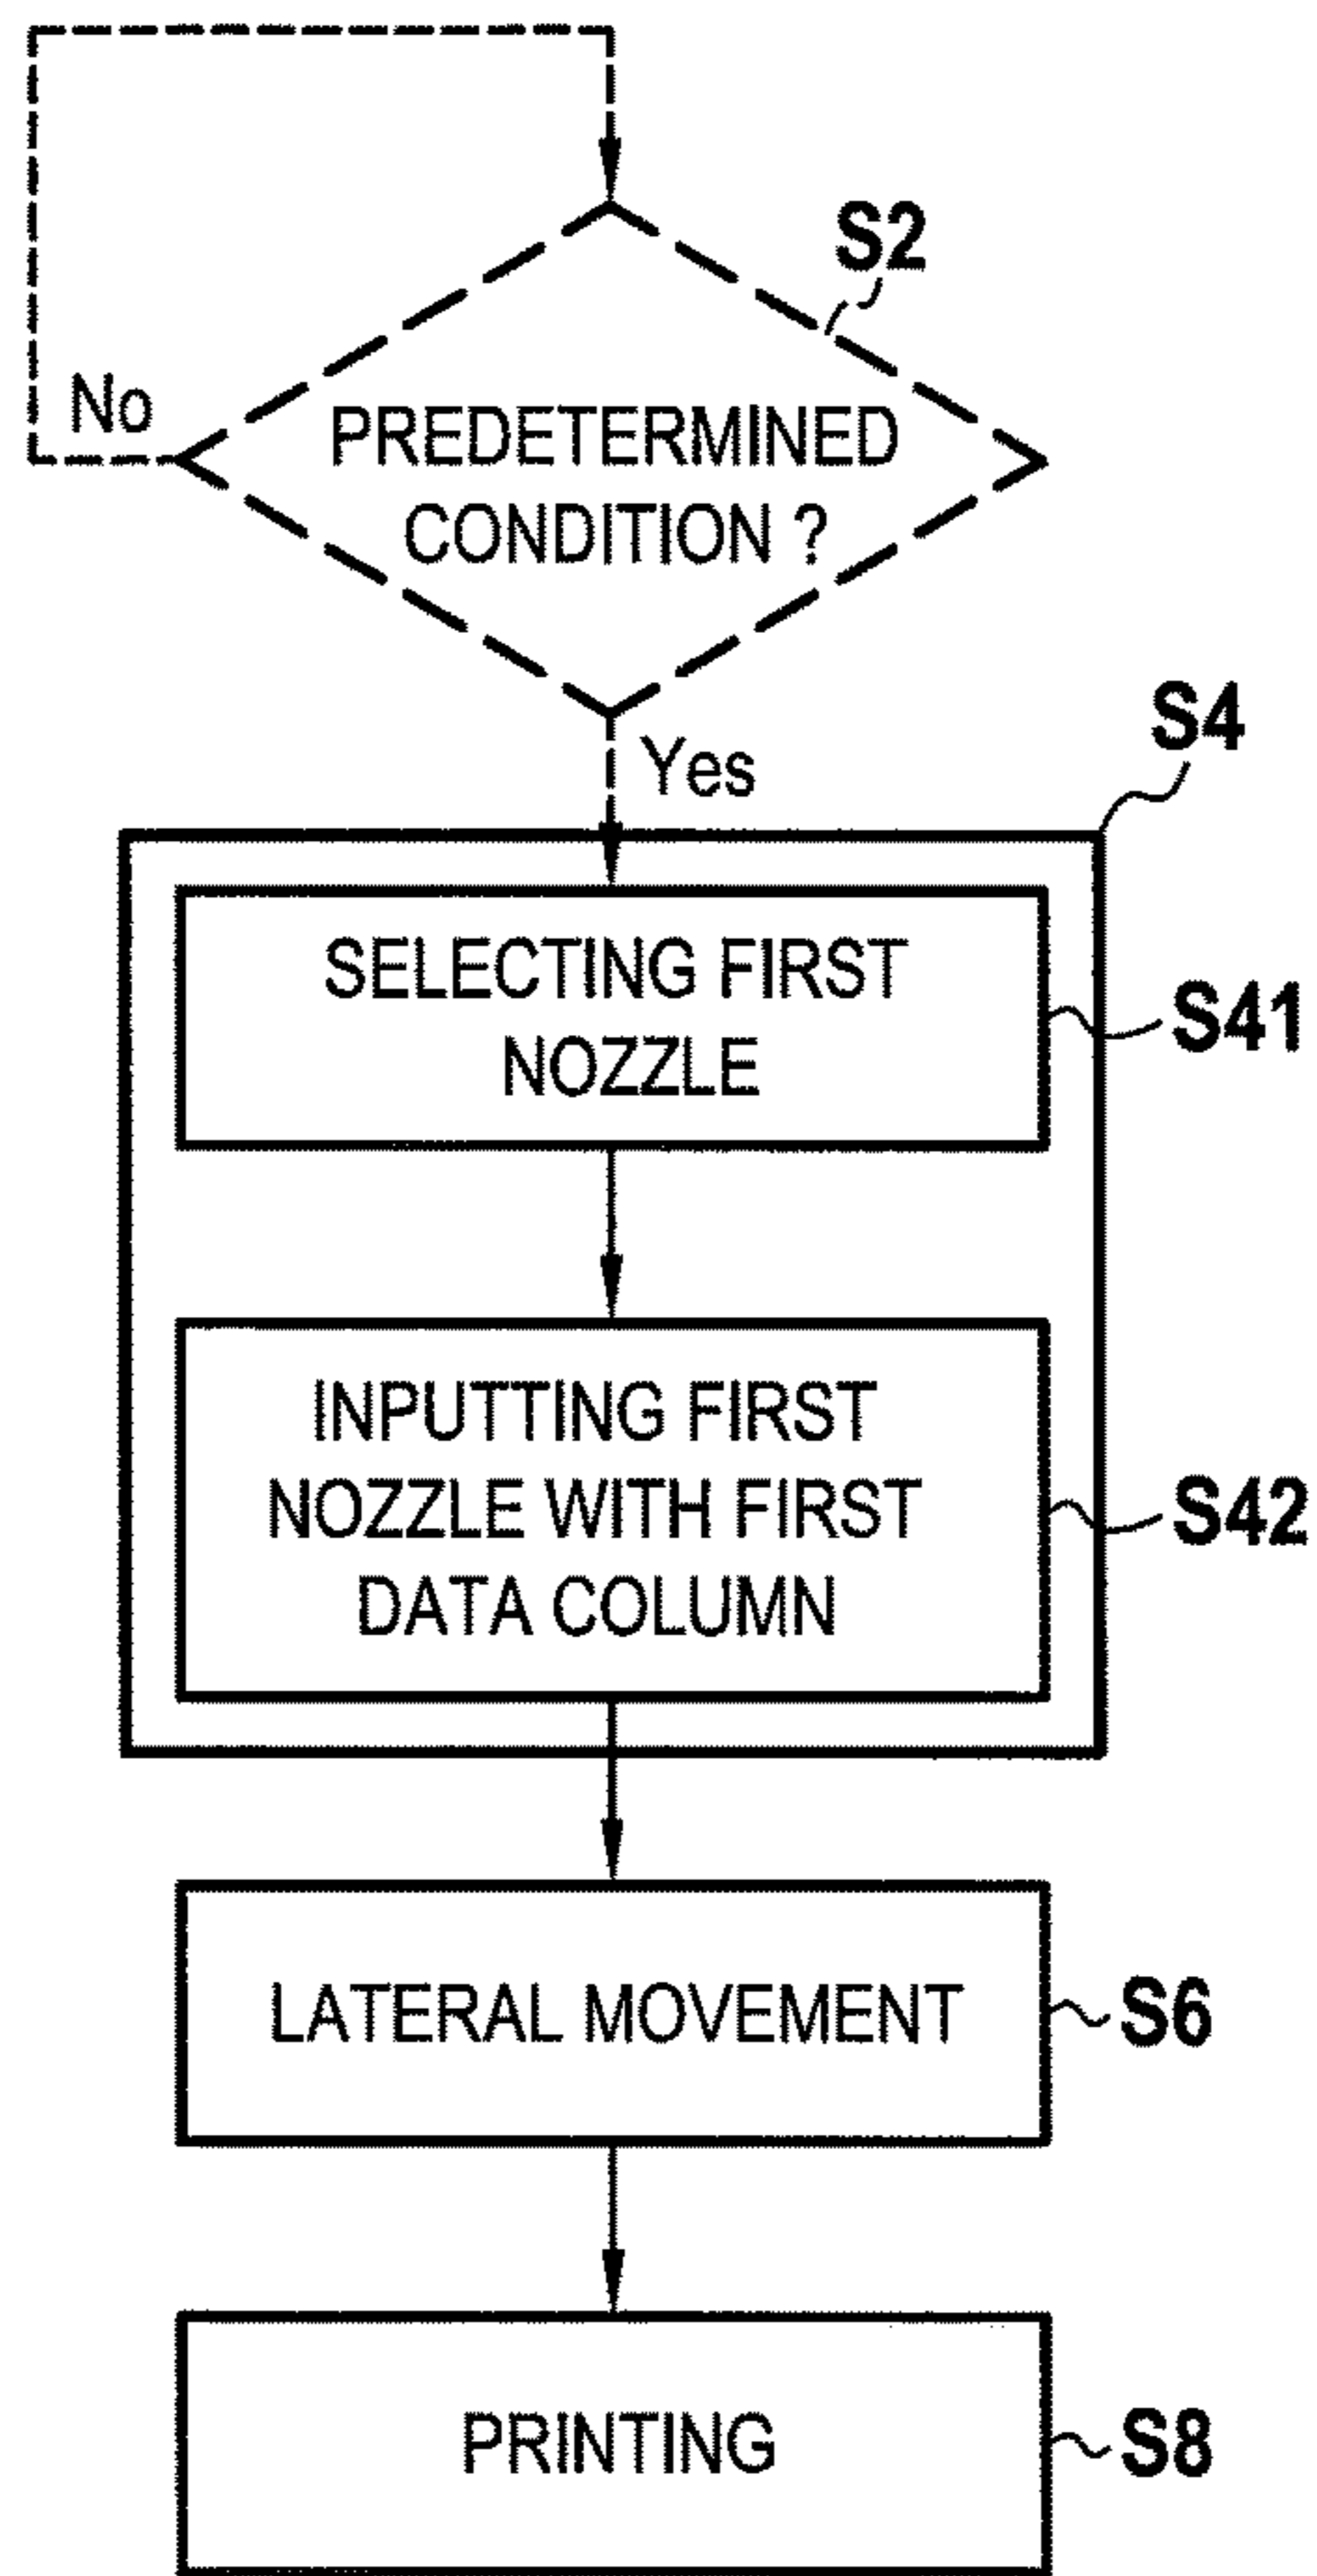 S2
No
PREDETERMINED
CONDITION ?
Yes
S4
SELECTING FIRST
NOZZLE
S41
INPUTTING FIRST
NOZZLE WITH FIRST
DATA COLUMN
S42
LATERAL MOVEMENT
S6
PRINTING
S8